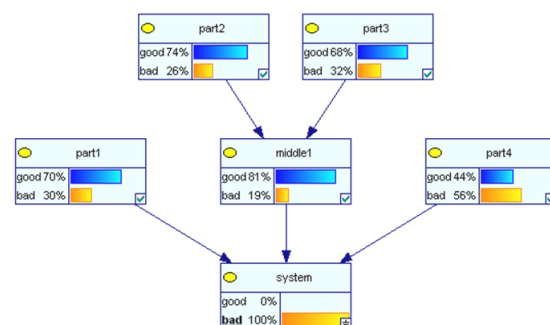 part2
good 74%
bad 26%
part3
good 68%
bad 32%
part1
good 70%
bad 30%
middle1
good 81%
bad 19%
part4
good 44%
bad 56%
system
good 0%
bad 100%